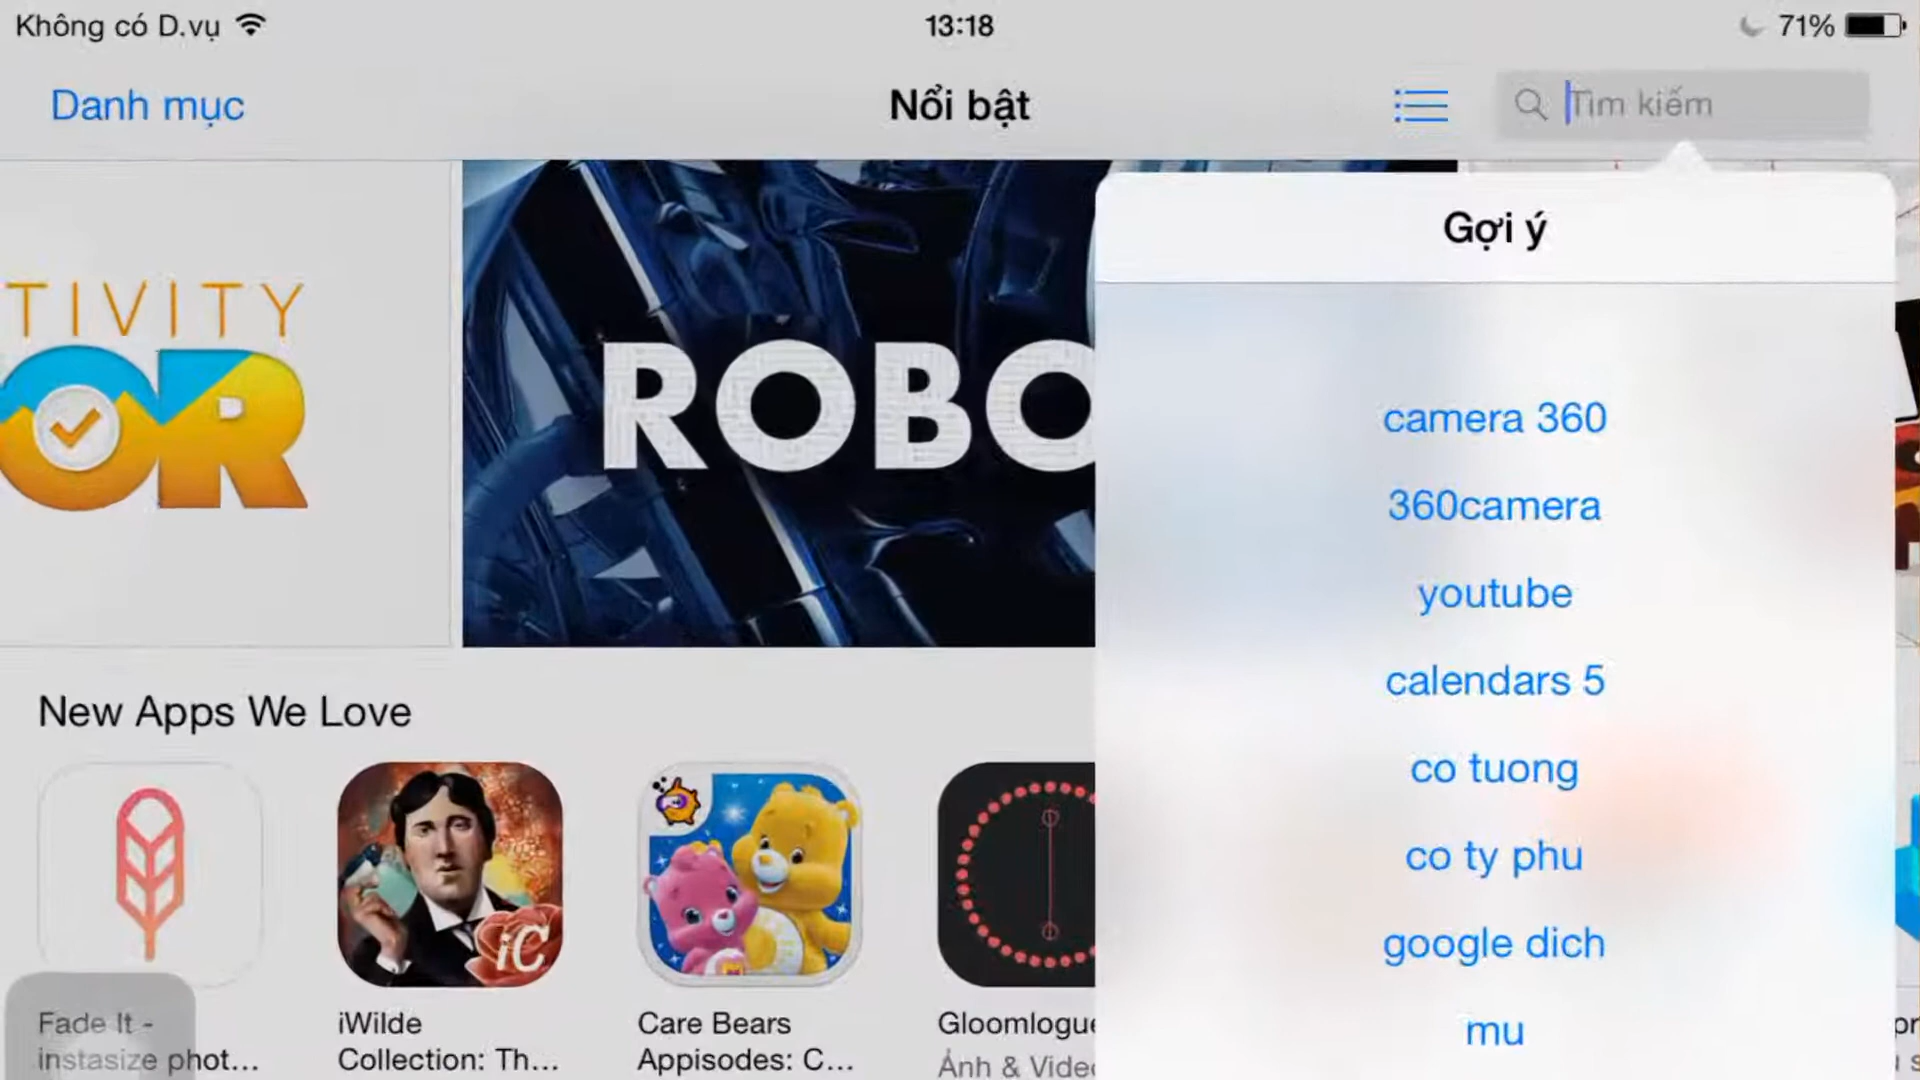 Không có D.vụ
13:18
71%
Danh mục
Nổi bật
Tìm kiếm
TIVITY
OR
ROBO
Gợi ý
camera 360
360camera
youtube
calendars 5
co tuong
co ty phu
google dich
mu
New Apps We Love
iC
Fade It -
instasize phot...
iWilde
Collection: Th...
Care Bears
Appisodes: C...
Gloomlogue
Ảnh & Video